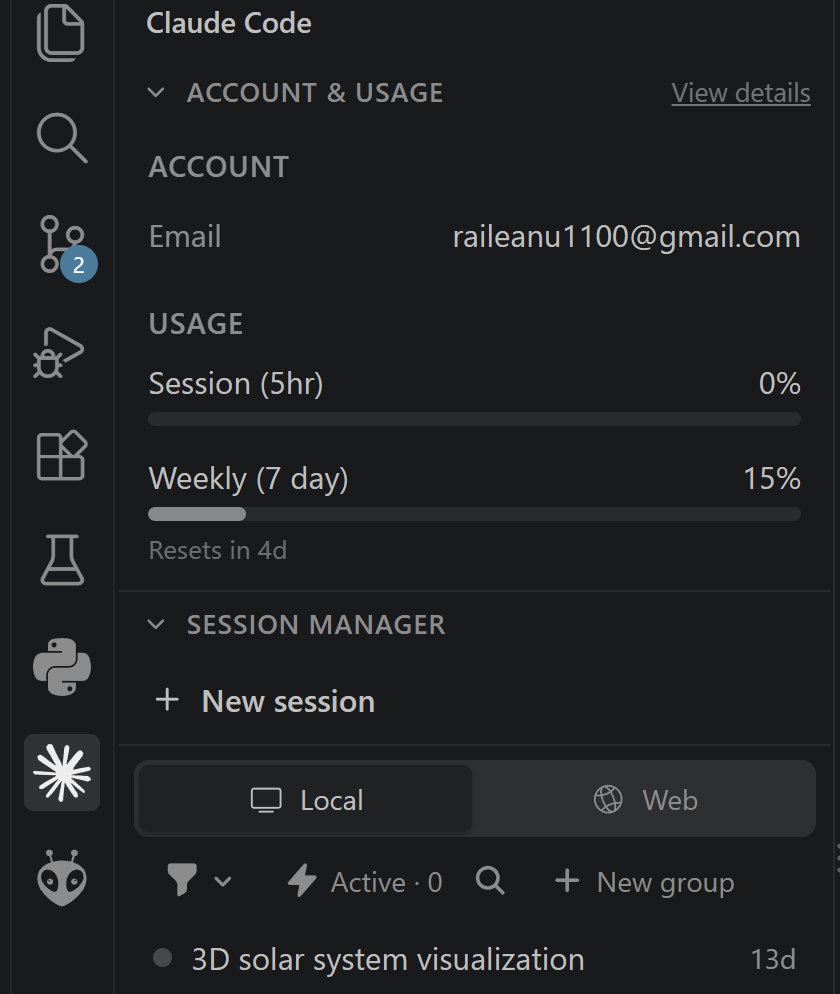 Claude Code
ACCOUNT & USAGE View details
ACCOUNT
Email raileanu1100@gmail.com
2
USAGE
Session (5hr) 0%
Weekly (7 day) 15%
Resets in 4d
SESSION MANAGER
+ New session
Local Web
Active · 0 + New group
3D solar system visualization 13d